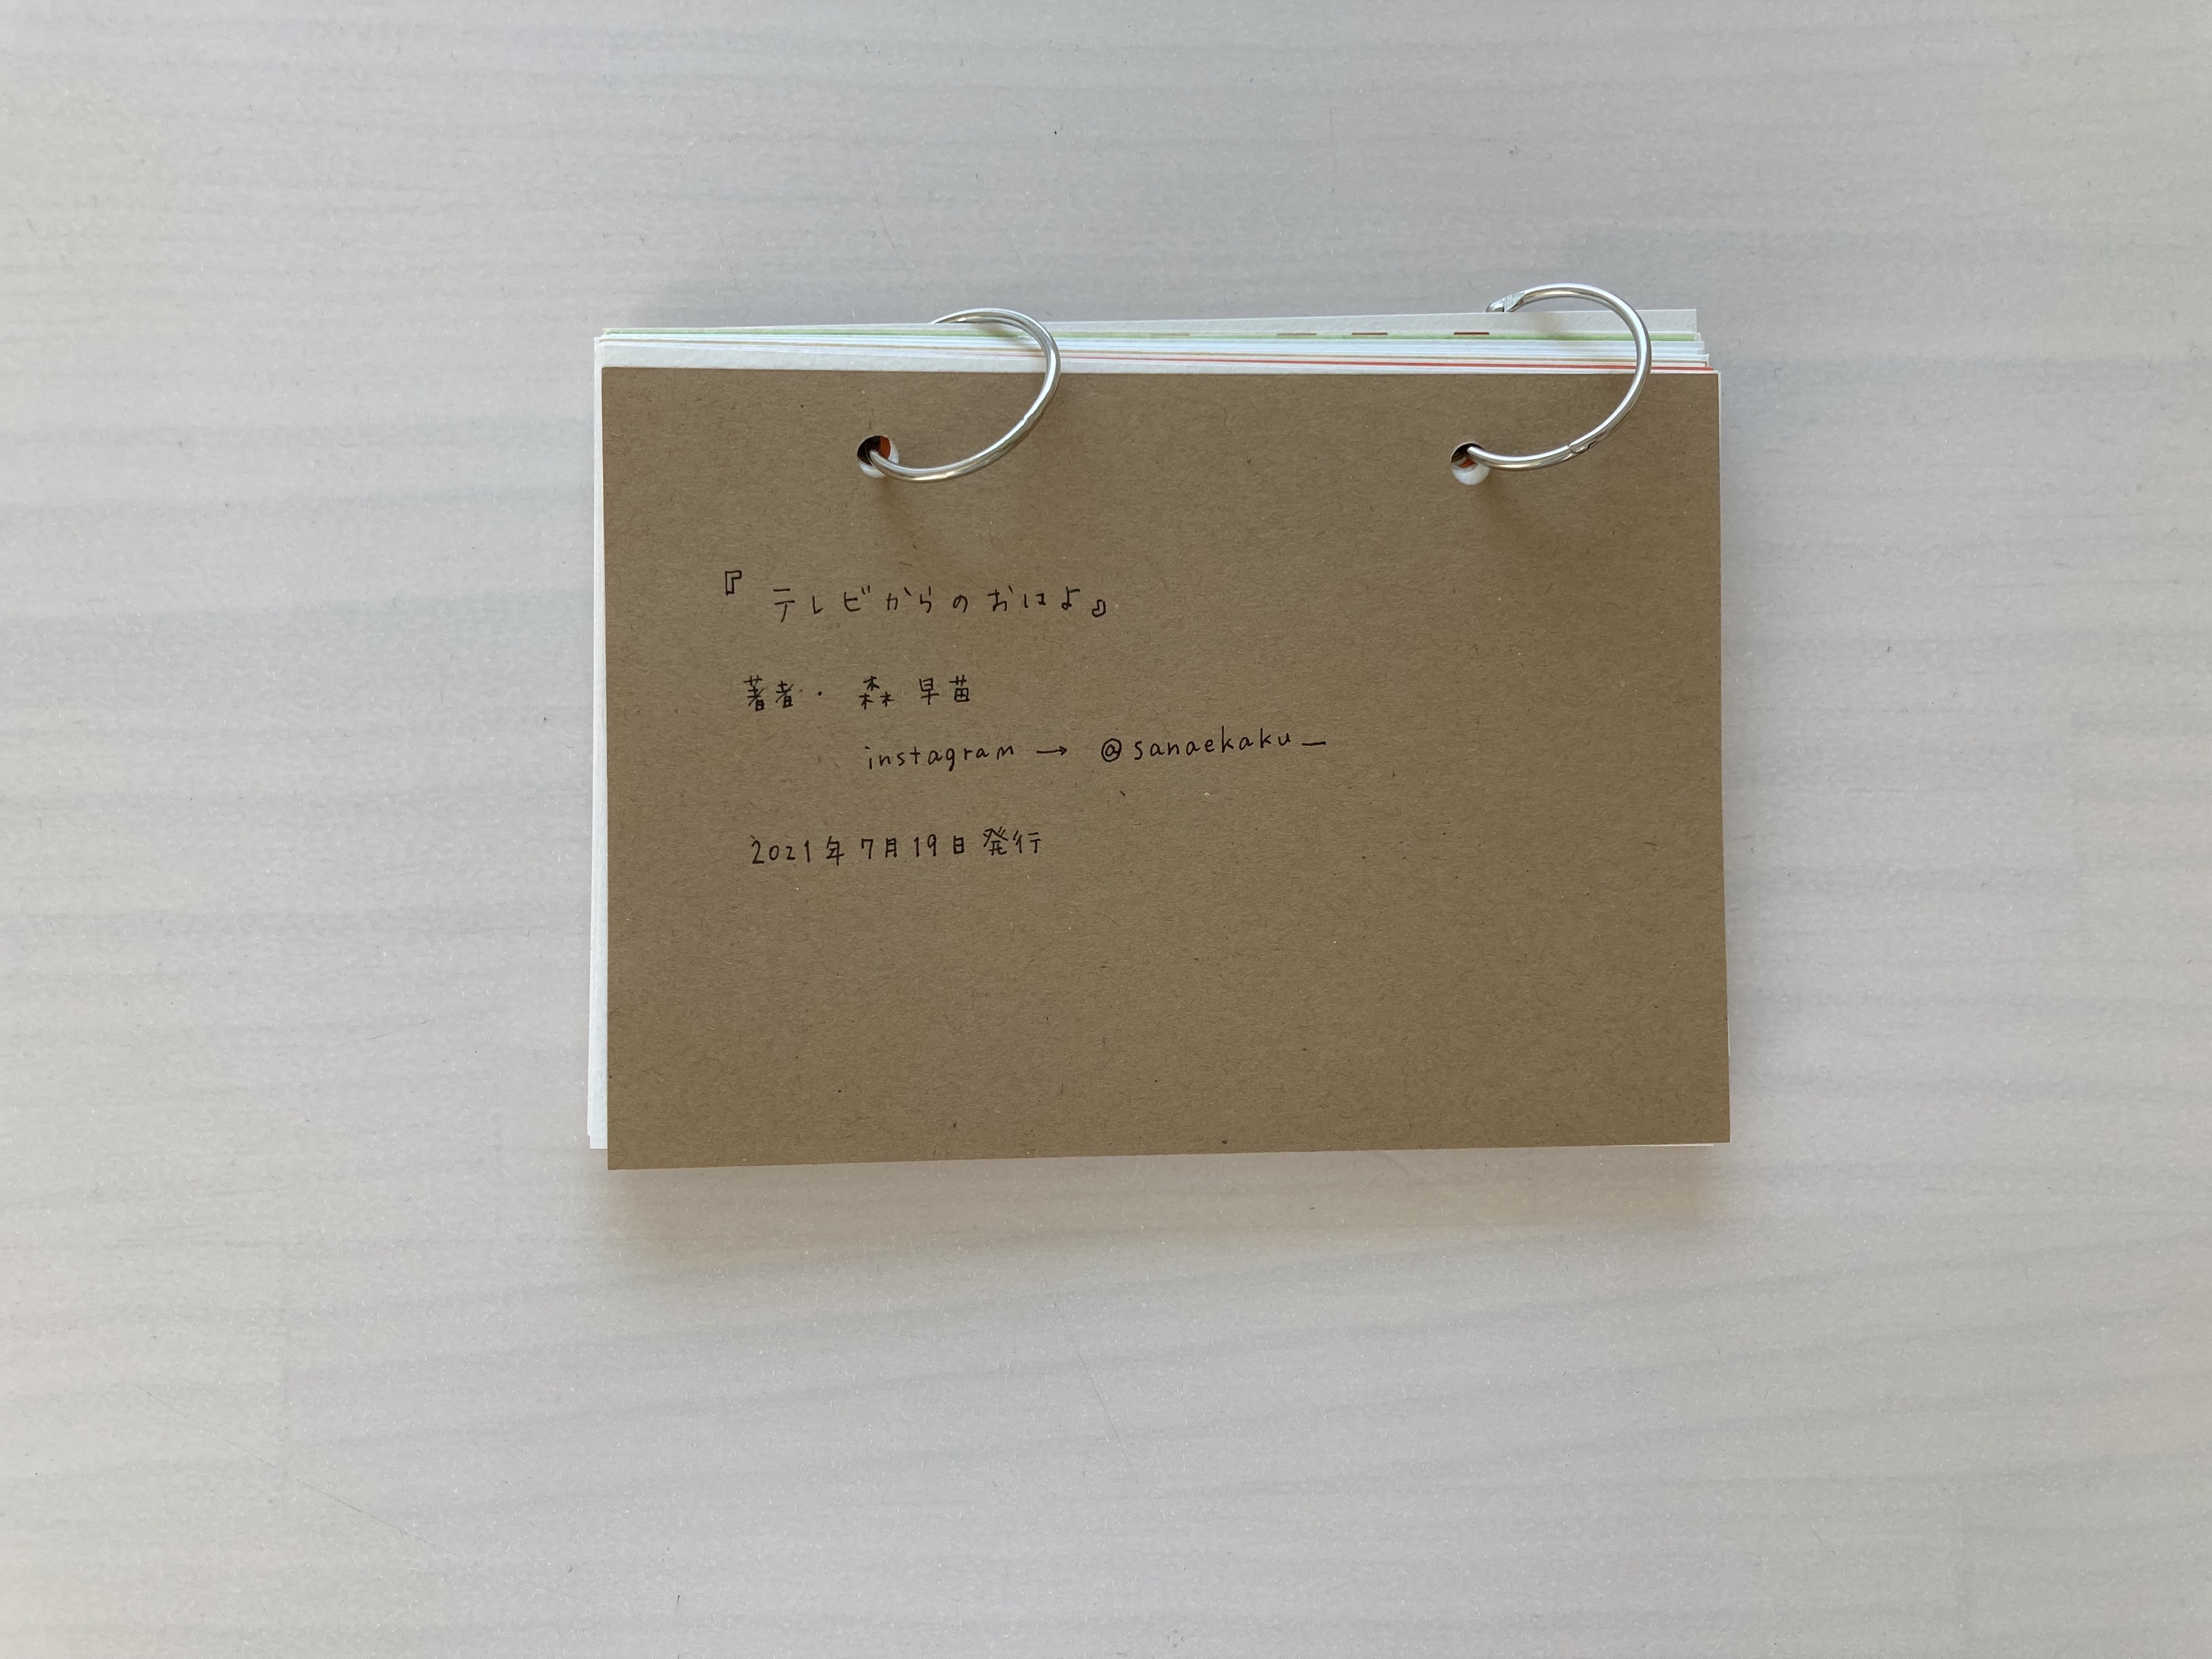 『テレビからのおはよ』
著者・ 森 早苗
instagram → @sanaekaku_
2021年7月19日発行